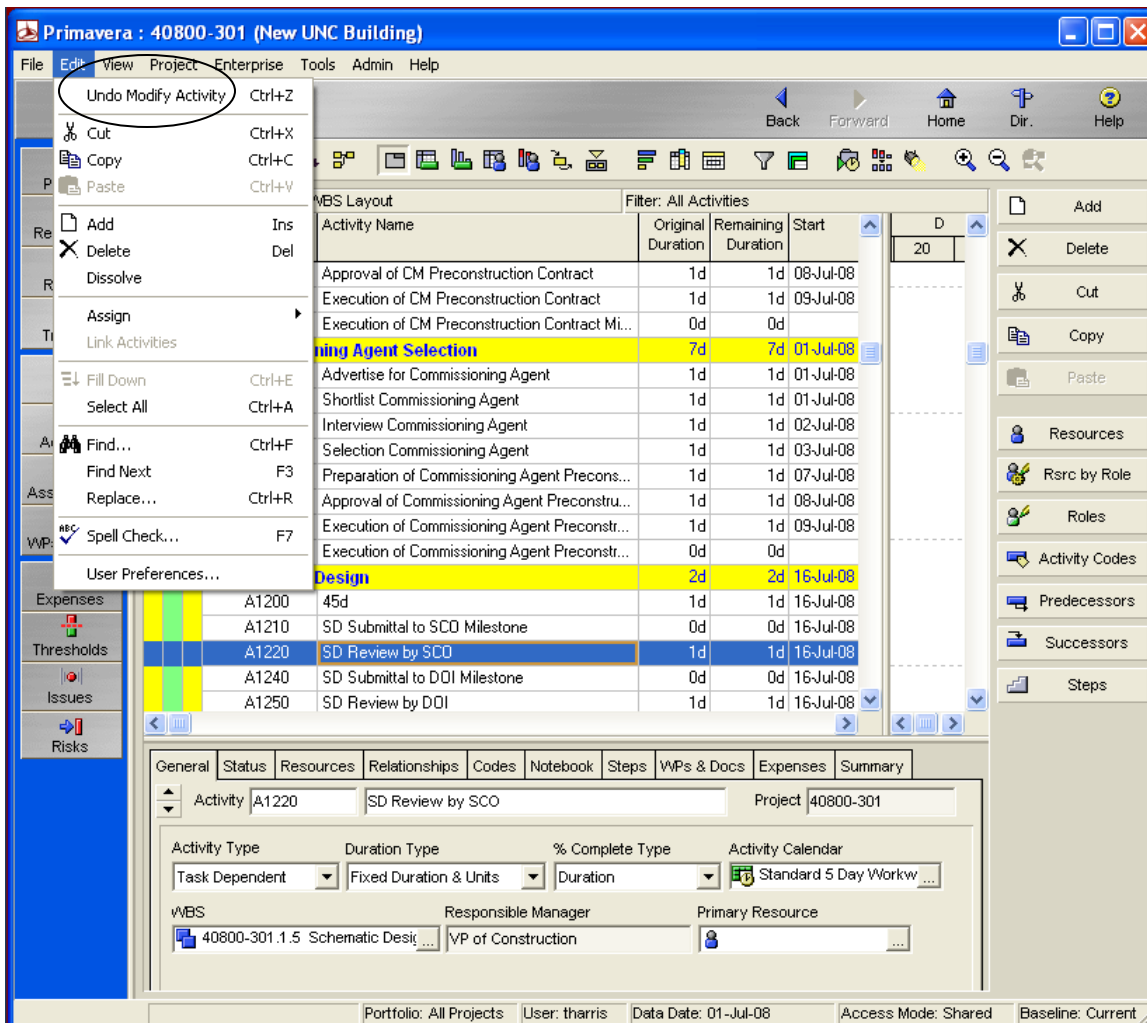 Primavera : 40800-301 (New UNC Building)
File Edit View Project Enterprise Tools Admin Help
Undo Modify Activity Ctrl+Z
Cut Ctrl+X
Copy Ctrl+C
Paste Ctrl+V
Add Ins
Delete Del
Dissolve
Assign
Link Activities
Fill Down Ctrl+E
Select All Ctrl+A
Find... Ctrl+F
Find Next F3
Replace... Ctrl+R
Spell Check... F7
User Preferences...
Back Forward Home Dir. Help
Expenses
Thresholds
Issues
Risks
WBS Layout Filter: All Activities
Activity Name Original Duration Remaining Duration Start
D
20
Approval of CM Preconstruction Contract 1d 1d 08-Jul-08
Execution of CM Preconstruction Contract 1d 1d 09-Jul-08
Execution of CM Preconstruction Contract Mi... 0d 0d
ning Agent Selection 7d 7d 01-Jul-08
Advertise for Commissioning Agent 1d 1d 01-Jul-08
Shortlist Commissioning Agent 1d 1d 01-Jul-08
Interview Commissioning Agent 1d 1d 02-Jul-08
Selection Commissioning Agent 1d 1d 03-Jul-08
Preparation of Commissioning Agent Precons... 1d 1d 07-Jul-08
Approval of Commissioning Agent Preconstru... 1d 1d 08-Jul-08
Execution of Commissioning Agent Preconstr... 1d 1d 09-Jul-08
Execution of Commissioning Agent Preconstr... 0d 0d
Design 2d 2d 16-Jul-08
A1200 45d 1d 1d 16-Jul-08
A1210 SD Submittal to SCO Milestone 0d 0d 16-Jul-08
A1220 SD Review by SCO 1d 1d 16-Jul-08
A1240 SD Submittal to DOI Milestone 0d 0d 16-Jul-08
A1250 SD Review by DOI 1d 1d 16-Jul-08
Add
Delete
Cut
Copy
Paste
Resources
Rsrc by Role
Roles
Activity Codes
Predecessors
Successors
Steps
General Status Resources Relationships Codes Notebook Steps WPs & Docs Expenses Summary
Activity A1220 SD Review by SCO Project 40800-301
Activity Type Duration Type % Complete Type Activity Calendar
Task Dependent Fixed Duration & Units Duration Standard 5 Day Workw ...
WBS Responsible Manager Primary Resource
40800-301.1.5 Schematic Desig ... VP of Construction ...
Portfolio: All Projects User: tharris Data Date: 01-Jul-08 Access Mode: Shared Baseline: Current